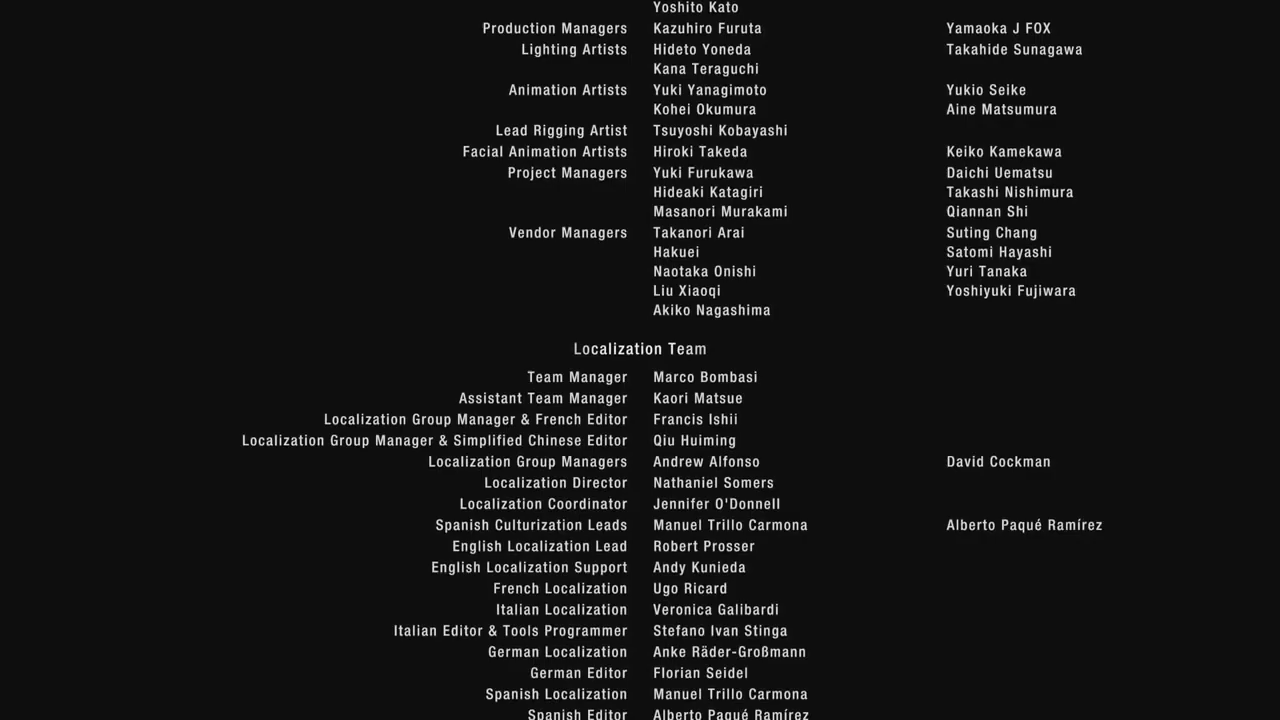 Yoshito Kato
Production Managers Kazuhiro Furuta Yamaoka J FOX
Lighting Artists Hideto Yoneda Takahide Sunagawa
Kana Teraguchi
Animation Artists Yuki Yanagimoto Yukio Seike
Kohei Okumura Aine Matsumura
Lead Rigging Artist Tsuyoshi Kobayashi
Facial Animation Artists Hiroki Takeda Keiko Kamekawa
Project Managers Yuki Furukawa Daichi Uematsu
Hideaki Katagiri Takashi Nishimura
Masanori Murakami Qiannan Shi
Vendor Managers Takanori Arai Suting Chang
Hakuei Satomi Hayashi
Naotaka Onishi Yuri Tanaka
Liu Xiaoqi Yoshiyuki Fujiwara
Akiko Nagashima
Localization Team
Team Manager Marco Bombasi
Assistant Team Manager Kaori Matsue
Localization Group Manager & French Editor Francis Ishii
Localization Group Manager & Simplified Chinese Editor Qiu Huiming
Localization Group Managers Andrew Alfonso David Cockman
Localization Director Nathaniel Somers
Localization Coordinator Jennifer O'Donnell
Spanish Culturization Leads Manuel Trillo Carmona Alberto Paqué Ramírez
English Localization Lead Robert Prosser
English Localization Support Andy Kunieda
French Localization Ugo Ricard
Italian Localization Veronica Galibardi
Italian Editor & Tools Programmer Stefano Ivan Stinga
German Localization Anke Räder-Großmann
German Editor Florian Seidel
Spanish Localization Manuel Trillo Carmona
Spanish Editor Alberto Paqué Ramírez